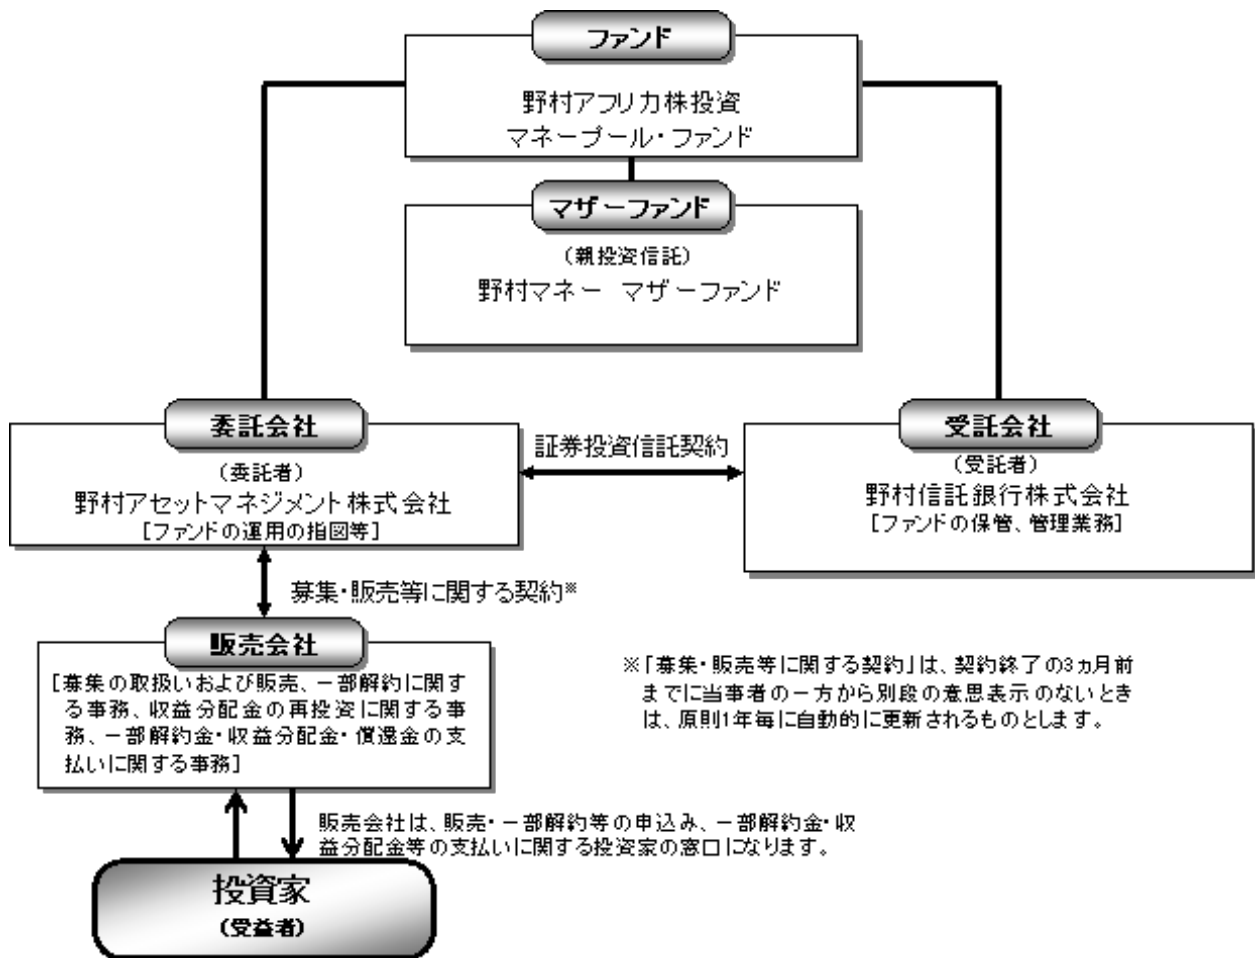 ファンド
野村アフリカ株投資
マネープール・ファンド
マザーファンド
(親投資信託)
野村マネー マザーファンド
委託会社
(委託者)
野村アセットマネジメント株式会社
[ファンドの運用の指図等]
証券投資信託契約
受託会社
(受託者)
野村信託銀行株式会社
[ファンドの保管、管理業務]
募集・販売等に関する契約※
販売会社
[募集の取扱いおよび販売、一部解約に関す
る事務、収益分配金の再投資に関する事
務、一部解約金・収益分配金・償還金の支
払いに関する事務]
※「募集・販売等に関する契約」は、契約終了の3ヵ月前
までに当事者の一方から別段の意思表示のないとき
は、原則1年毎に自動的に更新されるものとします。
販売会社は、販売・一部解約等の申込み、一部解約金・収
益分配金等の支払いに関する投資家の窓口になります。
投資家
(受益者)